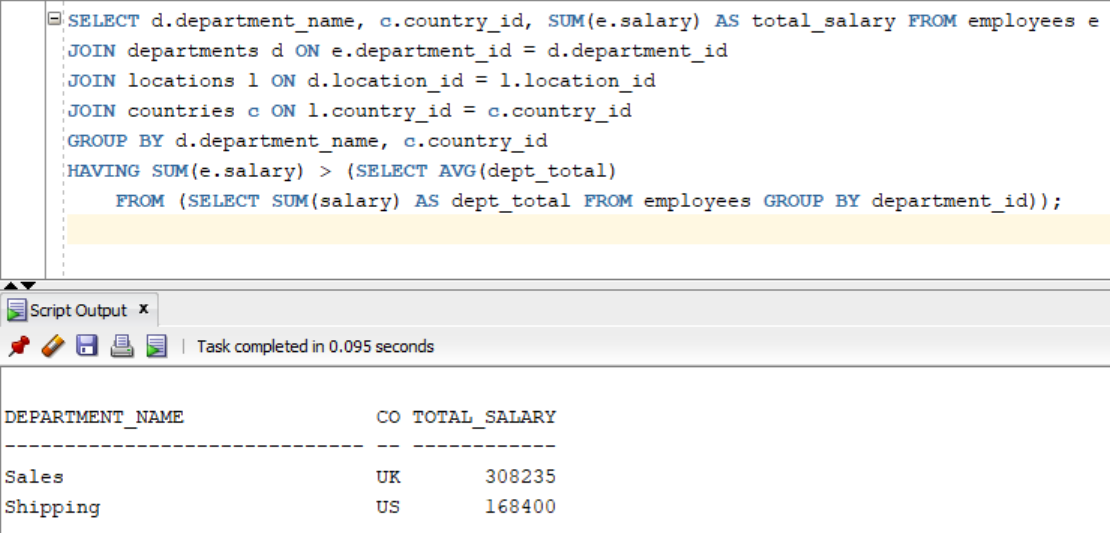 SELECT d.department_name, c.country_id, SUM(e.salary) AS total_salary FROM employees e
JOIN departments d ON e.department_id = d.department_id
JOIN locations l ON d.location_id = l.location_id
JOIN countries c ON l.country_id = c.country_id
GROUP BY d.department_name, c.country_id
HAVING SUM(e.salary) > (SELECT AVG(dept_total)
    FROM (SELECT SUM(salary) AS dept_total FROM employees GROUP BY department_id));
Script Output x
Task completed in 0.095 seconds
DEPARTMENT_NAME                CO TOTAL_SALARY
------------------------------ -- ------------
Sales                          UK       308235
Shipping                       US       168400